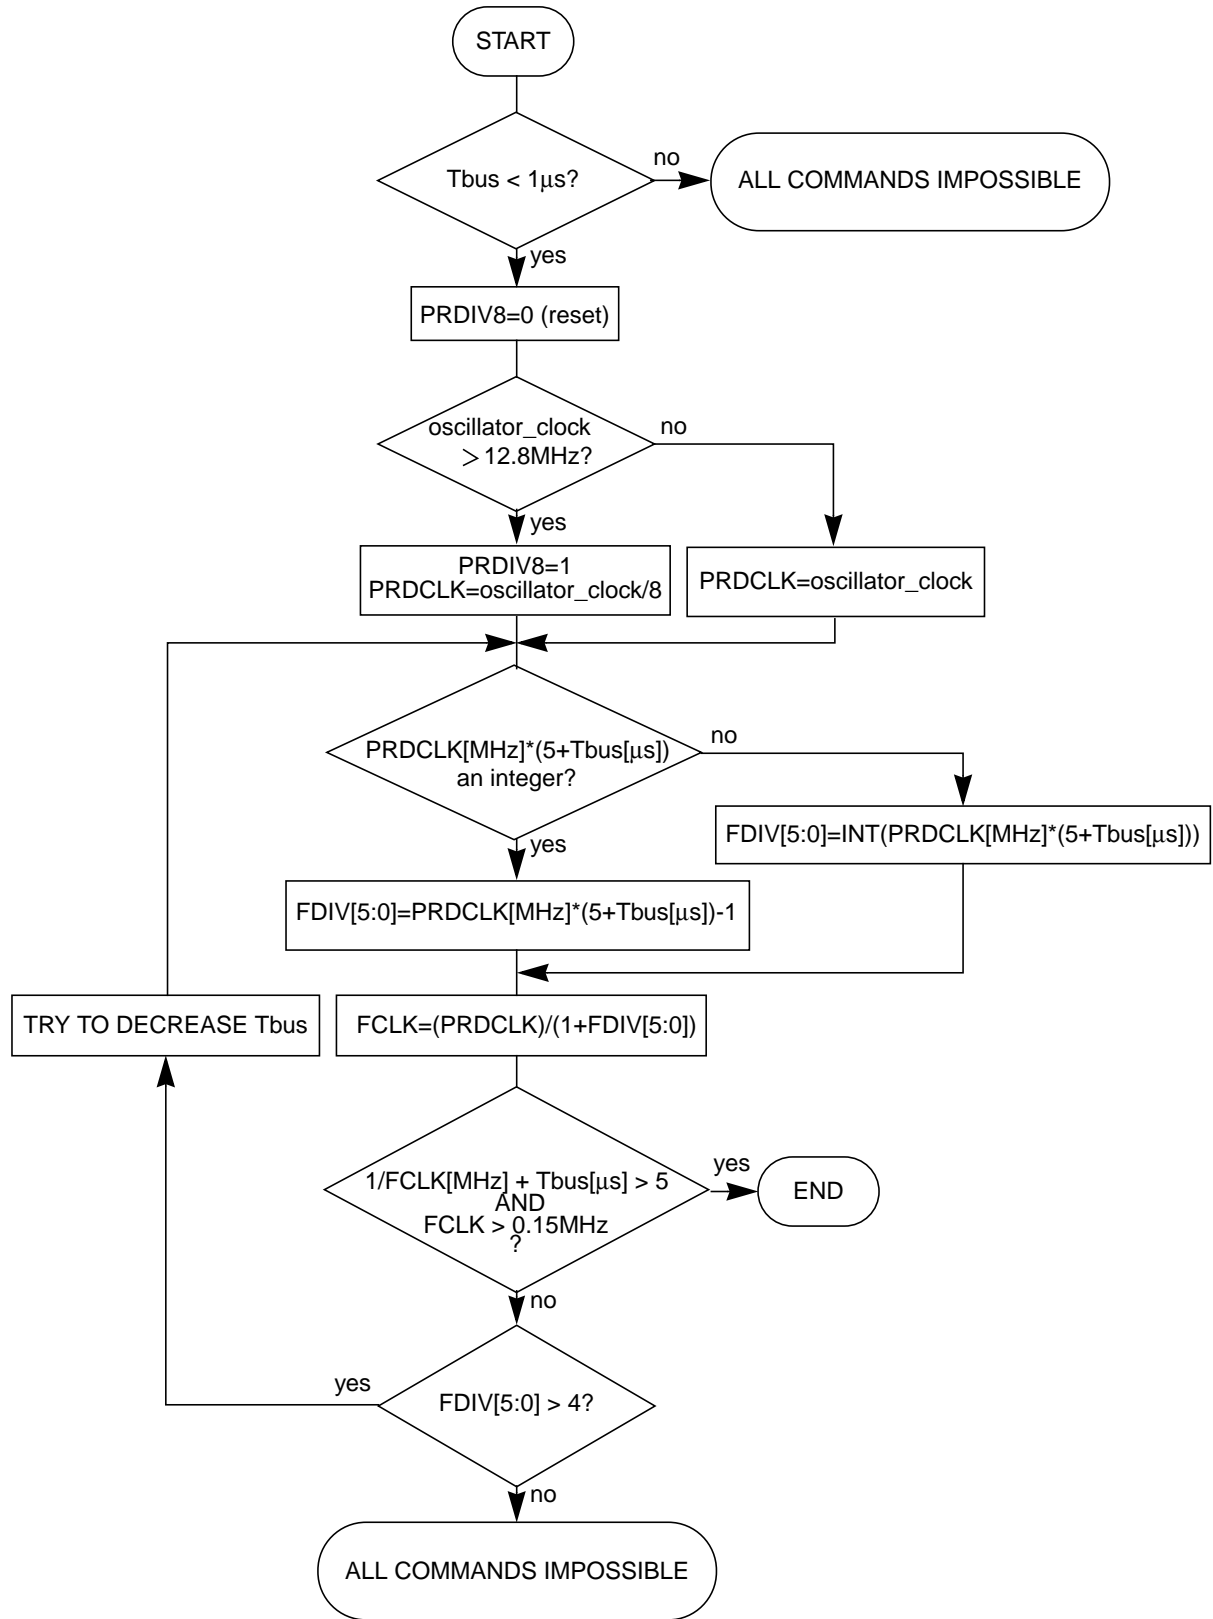 START
Tbus < 1µs?
no
ALL COMMANDS IMPOSSIBLE
yes
PRDIV8=0 (reset)
oscillator_clock
> 12.8MHz?
no
yes
PRDIV8=1
PRDCLK=oscillator_clock/8
PRDCLK=oscillator_clock
PRDCLK[MHz]*(5+Tbus[µs])
an integer?
no
yes
FDIV[5:0]=INT(PRDCLK[MHz]*(5+Tbus[µs]))
FDIV[5:0]=PRDCLK[MHz]*(5+Tbus[µs])-1
TRY TO DECREASE Tbus
FCLK=(PRDCLK)/(1+FDIV[5:0])
1/FCLK[MHz] + Tbus[µs] > 5
AND
FCLK > 0.15MHz
?
yes
END
no
yes
FDIV[5:0] > 4?
no
ALL COMMANDS IMPOSSIBLE